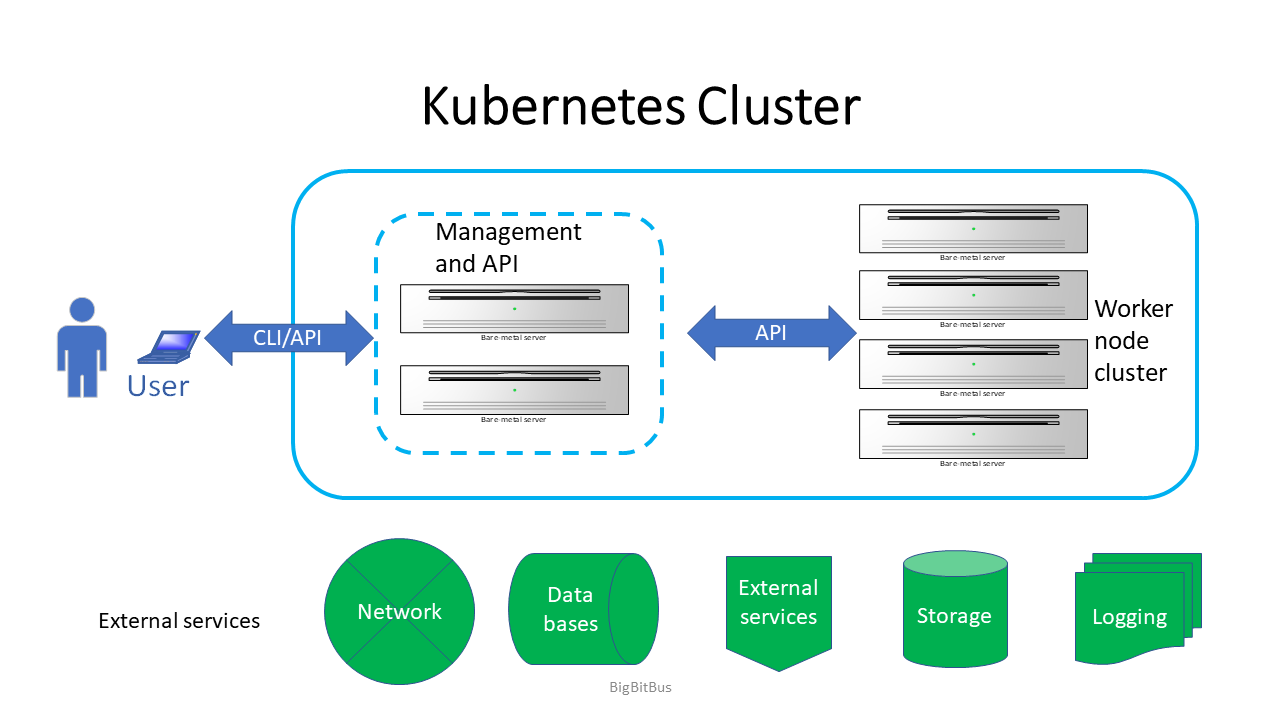 Kubernetes Cluster
Management
and API
Bare-metal server
Bare-metal server
CLI/API
User
API
Bare-metal server
Bare-metal server
Bare-metal server
Bare-metal server
Worker
node
cluster
External services
Network
Data
bases
External
services
Storage
Logging
BigBitBus